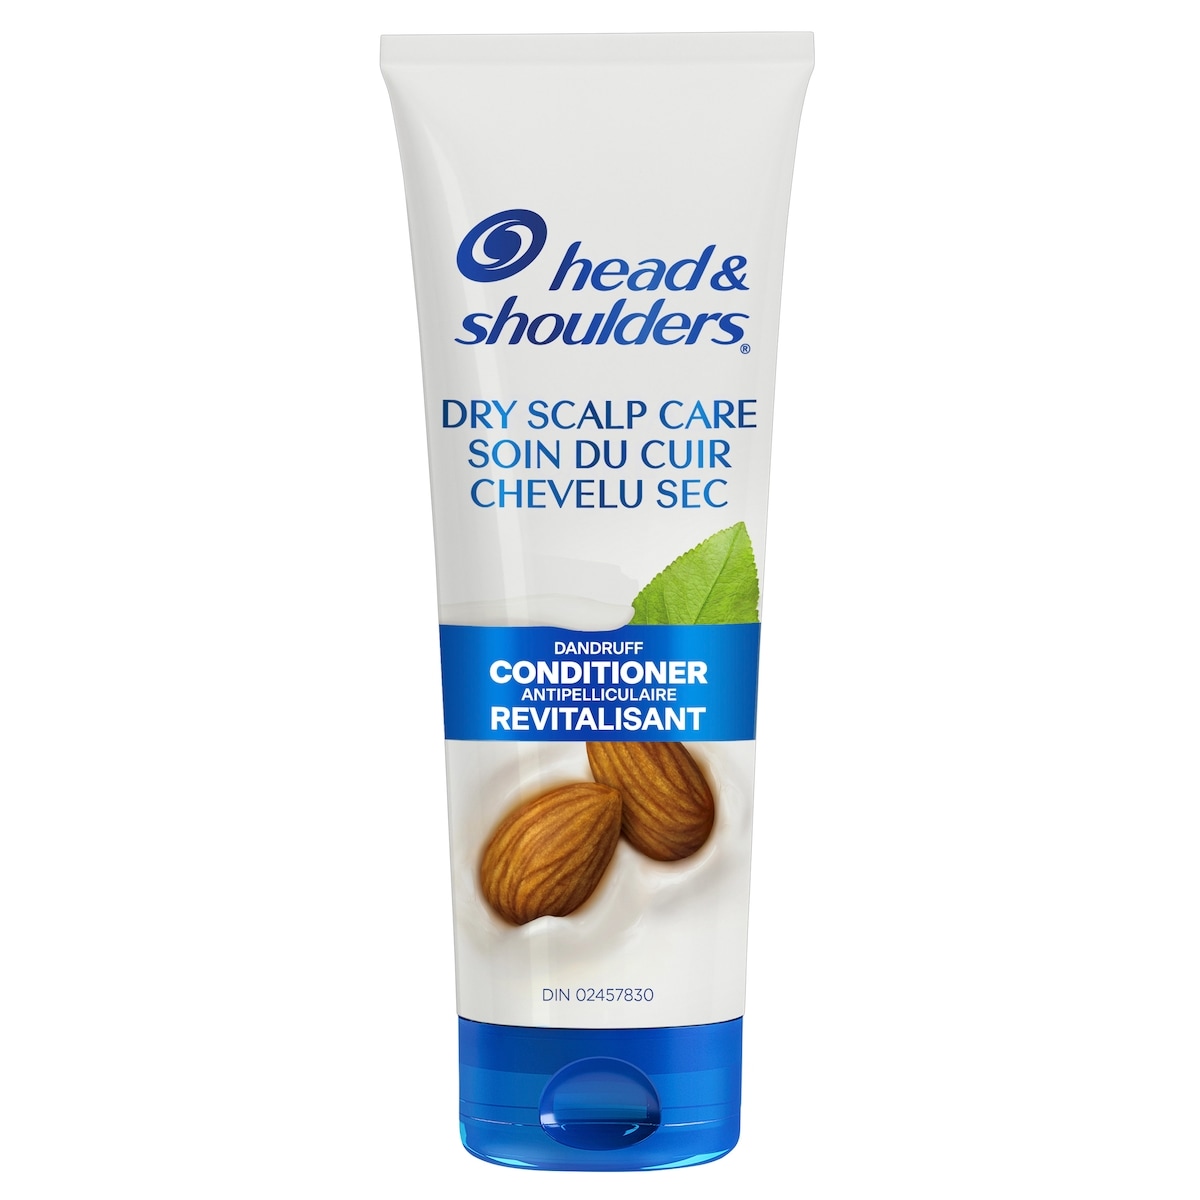 head &
shoulders®
DRY SCALP CARE
SOIN DU CUIR
CHEVELU SEC
DANDRUFF
CONDITIONER
ANTIPELLICULAIRE
REVITALISANT
DIN 02457830